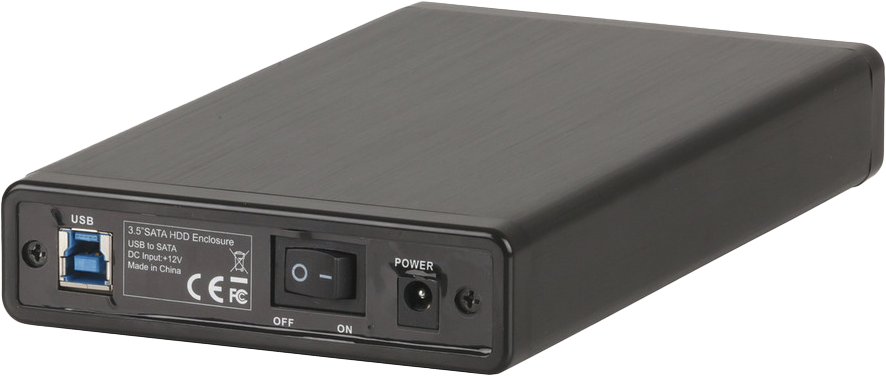 USB
3.5"SATA HDD Enclosure
USB to SATA
DC Input:+12V
Made in China
CE FC
O –
OFF ON
POWER